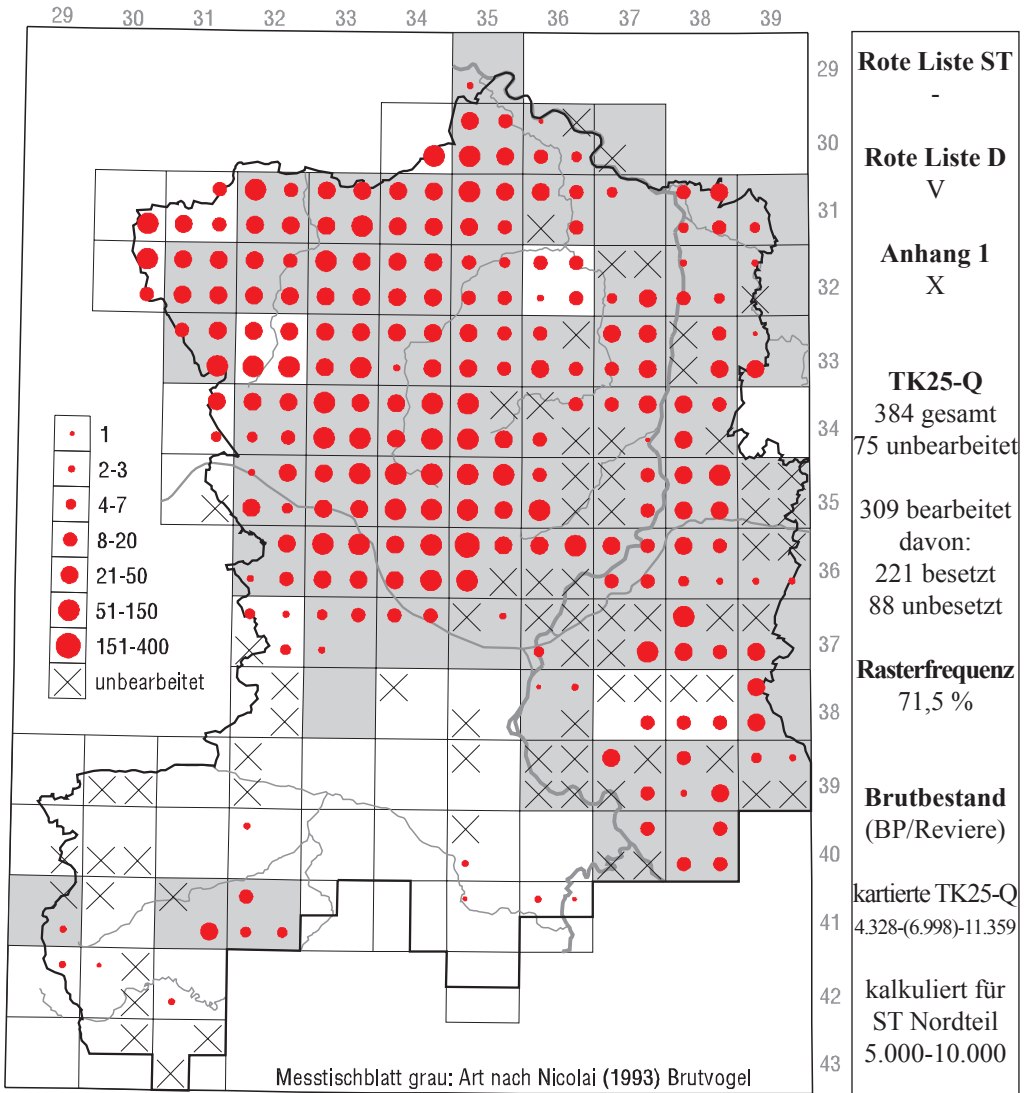 29 30 31 32 33 34 35 36 37 38 39
29
30
31
32
33
34
35
36
37
38
39
40
41
42
43
1
2-3
4-7
8-20
21-50
51-150
151-400
unbearbeitet
Messtischblatt grau: Art nach Nicolai (1993) Brutvogel
Rote Liste ST
-
Rote Liste D
V
Anhang 1
X
TK25-Q
384 gesamt
75 unbearbeitet
309 bearbeitet
davon:
221 besetzt
88 unbesetzt
Rasterfrequenz
71,5 %
Brutbestand
(BP/Reviere)
kartierte TK25-Q
4.328-(6.998)-11.359
kalkuliert für
ST Nordteil
5.000-10.000